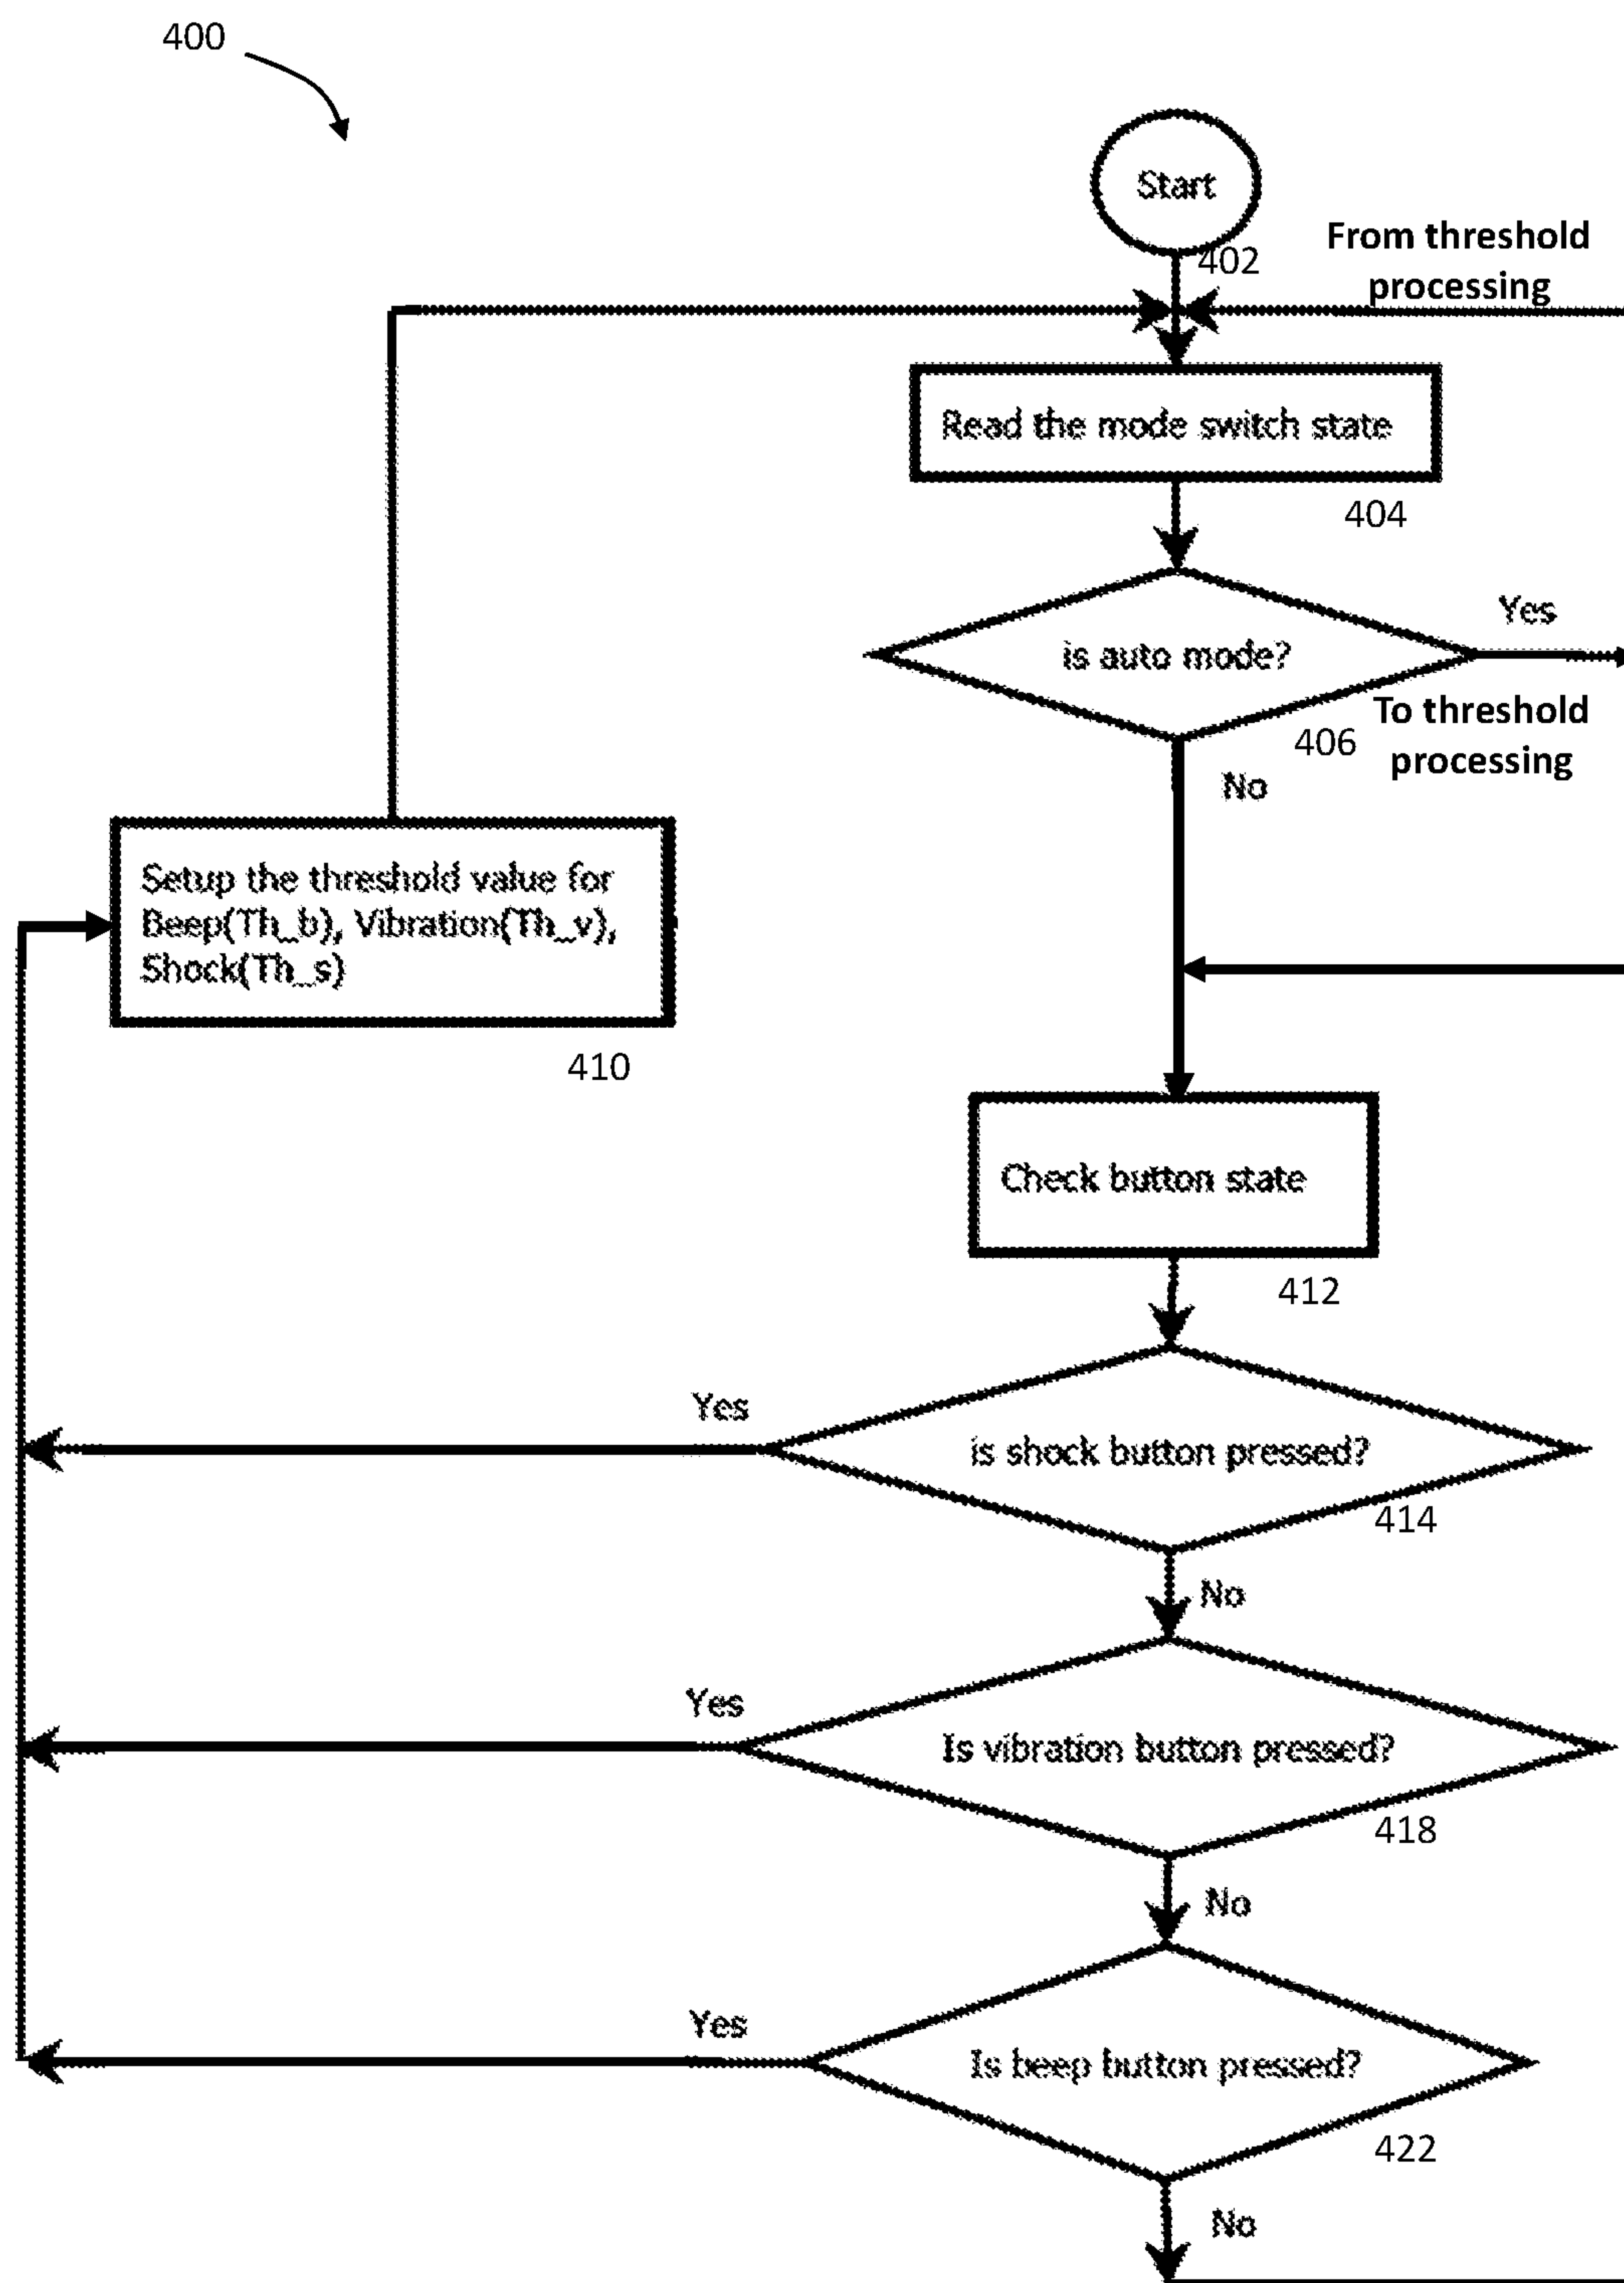 400
Start
402
From threshold
processing
Read the mode switch state
404
is auto mode?
Yes
406
To threshold
processing
No
Setup the threshold value for
Beep(Th_b), Vibration(Th_v),
Shock(Th_s)
410
Check button state
412
Yes
is shock button pressed?
414
No
Yes
Is vibration button pressed?
418
No
Yes
Is beep button pressed?
422
No